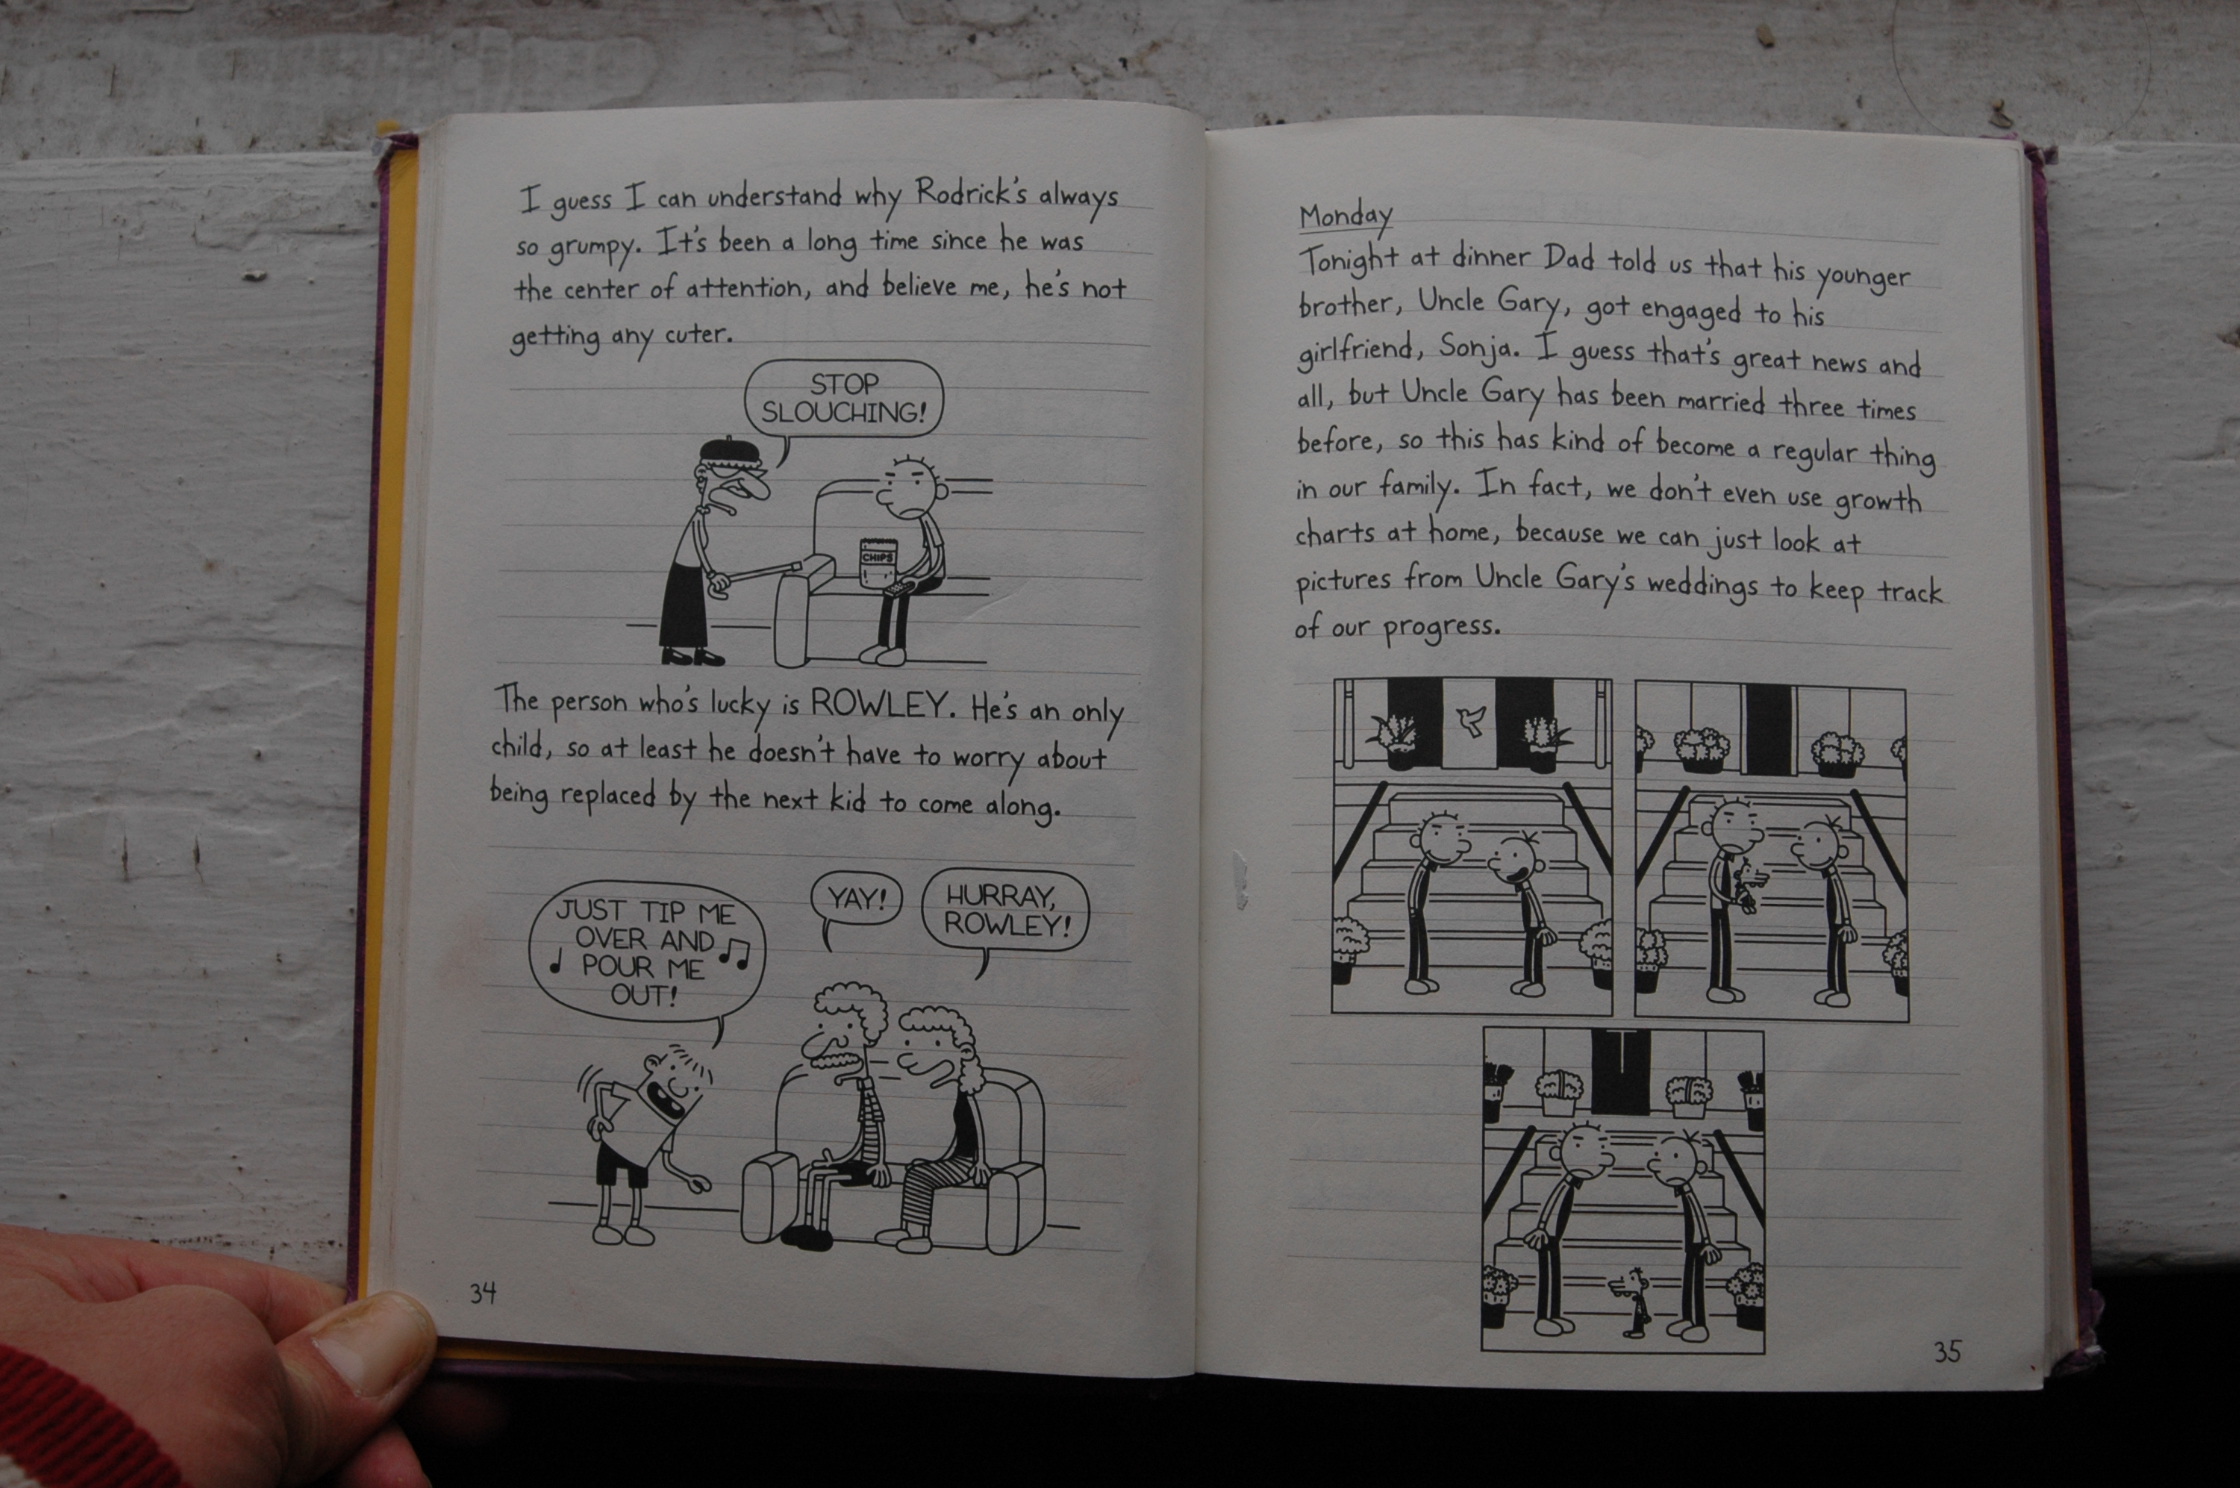 I guess I can understand why Rodrick's always
so grumpy. It's been a long time since he was
the center of attention, and believe me, he's not
getting any cuter.
STOP
SLOUCHING!
CHIPS
The person who's lucky is ROWLEY. He's an only
child, so at least he doesn't have to worry about
being replaced by the next kid to come along.
JUST TIP ME
OVER AND
POUR ME
OUT!
YAY!
HURRAY,
ROWLEY!
34
Monday
Tonight at dinner Dad told us that his younger
brother, Uncle Gary, got engaged to his
girlfriend, Sonja. I guess that's great news and
all, but Uncle Gary has been married three times
before, so this has kind of become a regular thing
in our family. In fact, we don't even use growth
charts at home, because we can just look at
pictures from Uncle Gary's weddings to keep track
of our progress.
35